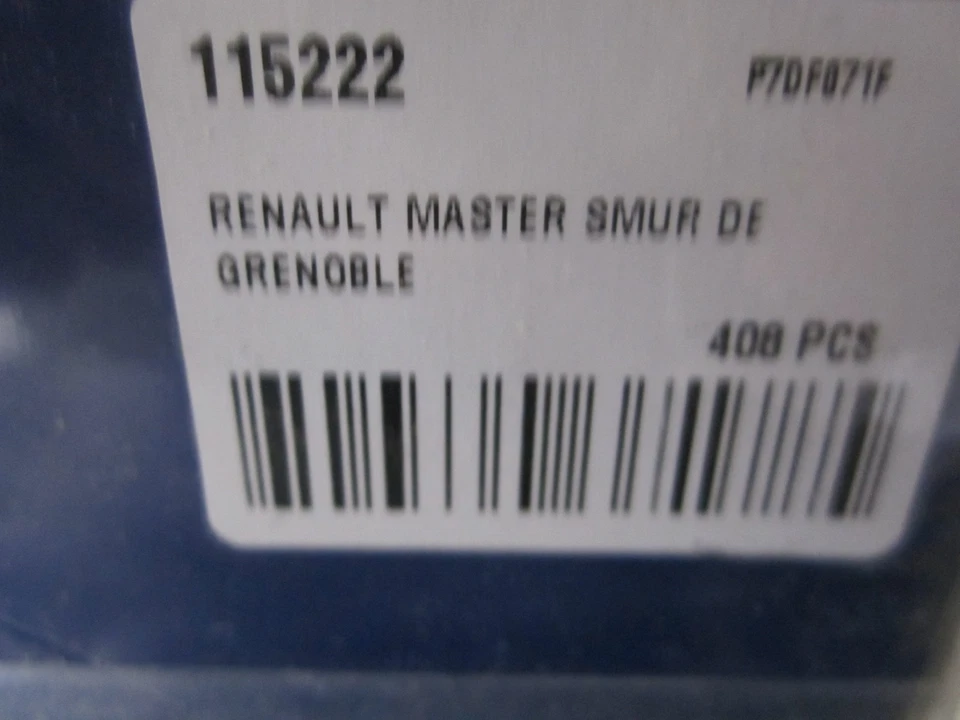 115222 P7DF071F
RENAULT MASTER SMUR DE
GRENOBLE
408 PCS